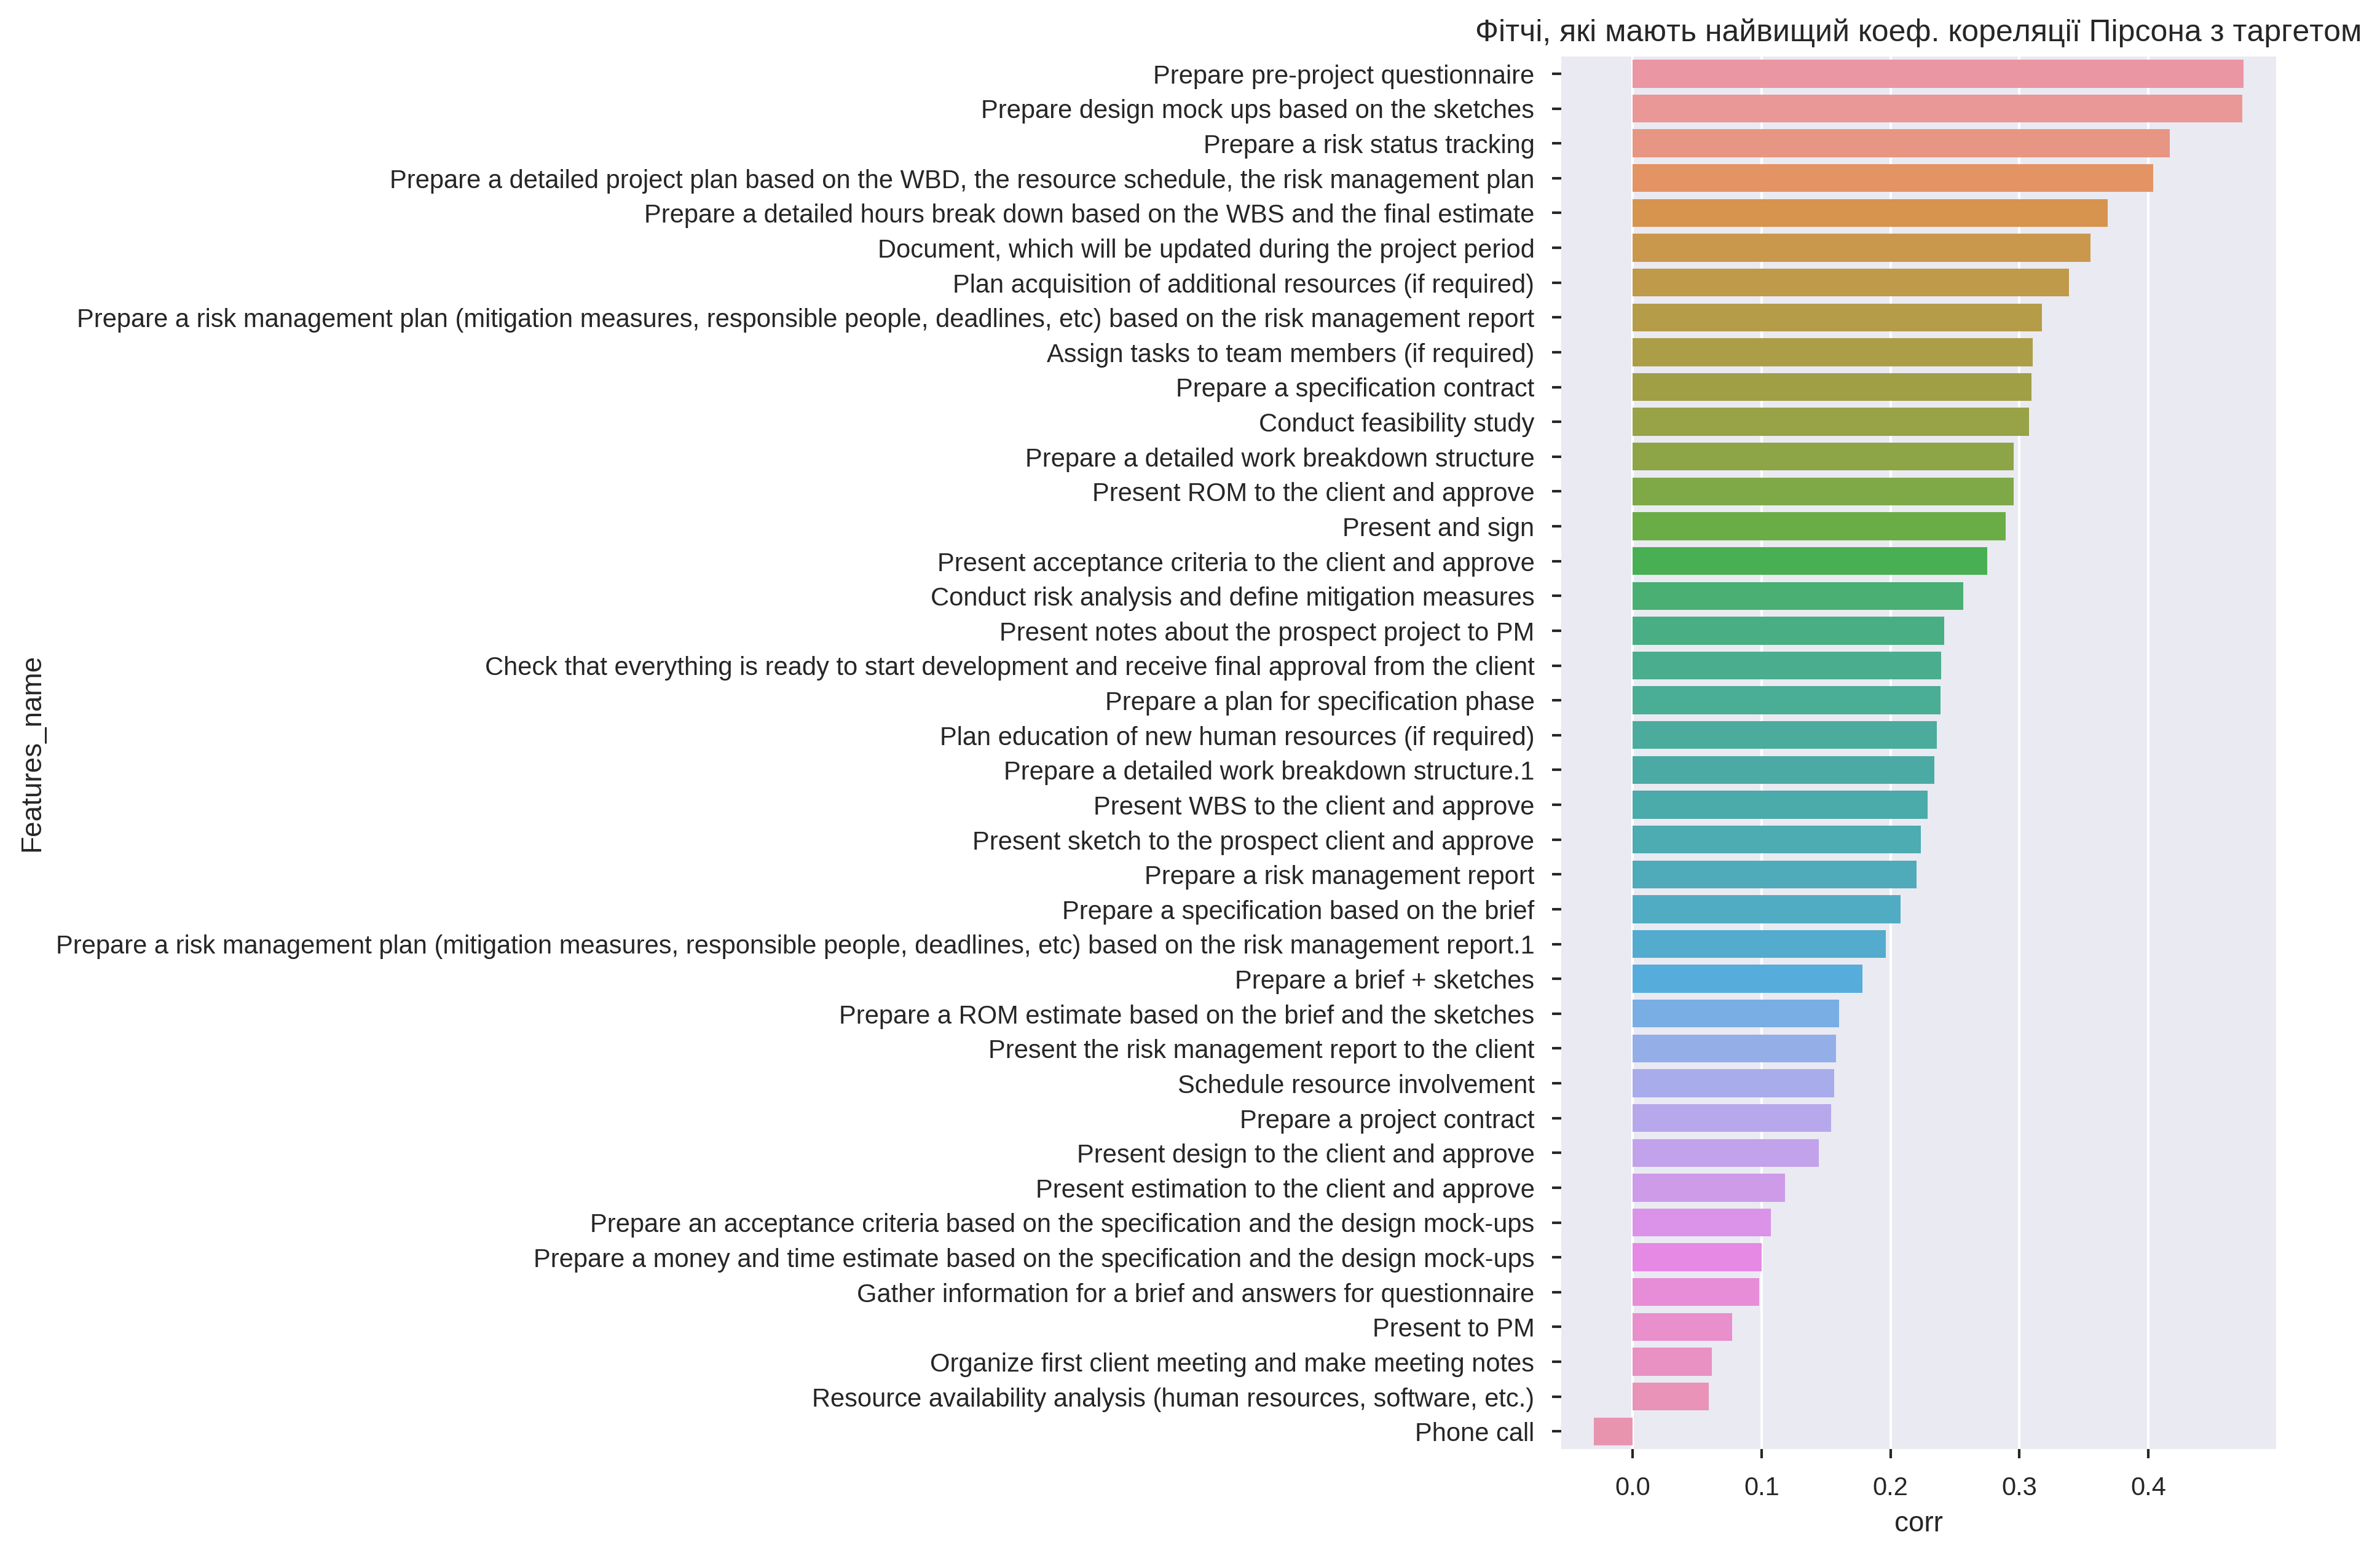 Фітчі, які мають найвищий коеф. кореляції Пірсона з таргетом
Prepare pre-project questionnaire
Prepare design mock ups based on the sketches
Prepare a risk status tracking
Prepare a detailed project plan based on the WBD, the resource schedule, the risk management plan
Prepare a detailed hours break down based on the WBS and the final estimate
Document, which will be updated during the project period
Plan acquisition of additional resources (if required)
Prepare a risk management plan (mitigation measures, responsible people, deadlines, etc) based on the risk management report
Assign tasks to team members (if required)
Prepare a specification contract
Conduct feasibility study
Prepare a detailed work breakdown structure
Present ROM to the client and approve
Present and sign
Present acceptance criteria to the client and approve
Conduct risk analysis and define mitigation measures
Present notes about the prospect project to PM
Check that everything is ready to start development and receive final approval from the client
Prepare a plan for specification phase
Plan education of new human resources (if required)
Prepare a detailed work breakdown structure.1
Present WBS to the client and approve
Present sketch to the prospect client and approve
Prepare a risk management report
Prepare a specification based on the brief
Prepare a risk management plan (mitigation measures, responsible people, deadlines, etc) based on the risk management report.1
Prepare a brief + sketches
Prepare a ROM estimate based on the brief and the sketches
Present the risk management report to the client
Schedule resource involvement
Prepare a project contract
Present design to the client and approve
Present estimation to the client and approve
Prepare an acceptance criteria based on the specification and the design mock-ups
Prepare a money and time estimate based on the specification and the design mock-ups
Gather information for a brief and answers for questionnaire
Present to PM
Organize first client meeting and make meeting notes
Resource availability analysis (human resources, software, etc.)
Phone call
Features_name
0.0 0.1 0.2 0.3 0.4
corr